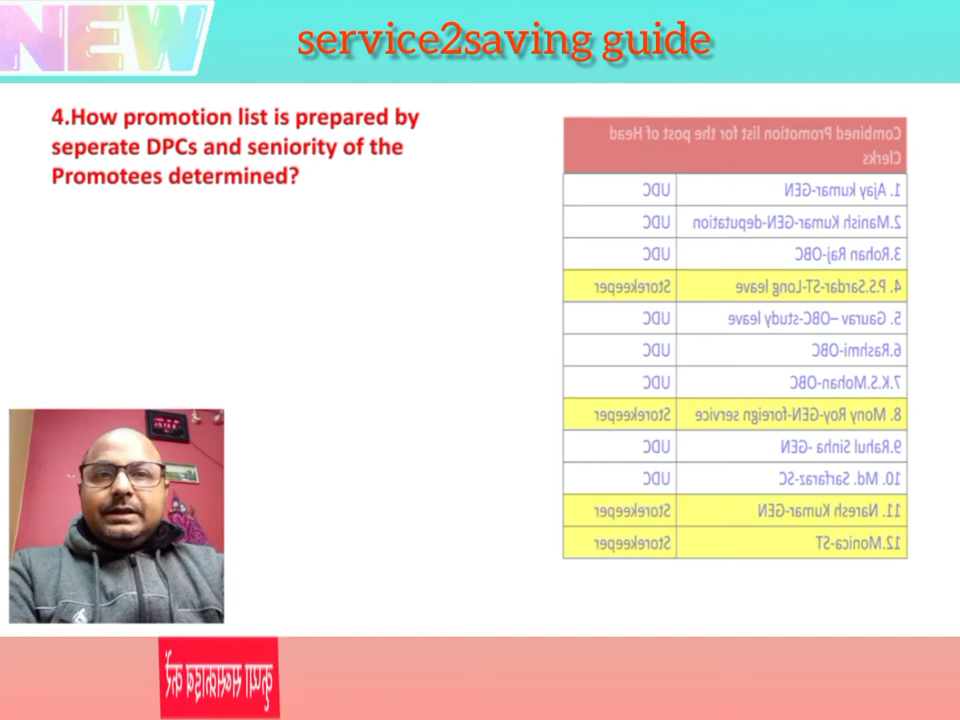 NEW
service2saving guide
4.How promotion list is prepared by
seperate DPCs and seniority of the
Promotees determined?
Combined Promotion list for the post of Head
Clerks
1. Ajay kumar-GEN UDC
2.Manish Kumar-GEN-deputation UDC
3.Rohan Raj-OBC UDC
4. P.S.Sardar-ST-Long leave Storekeeper
5. Gaurav –OBC-study leave UDC
6.Rashmi-OBC UDC
7.K.S.Mohan-OBC UDC
8. Mony Roy-GEN-foreign service Storekeeper
9.Rahul Sinha -GEN UDC
10. Md. Sarfaraz-SC UDC
11. Naresh Kumar-GEN Storekeeper
12.Monica-ST Storekeeper
कृप्या सब्सक्राइब करें